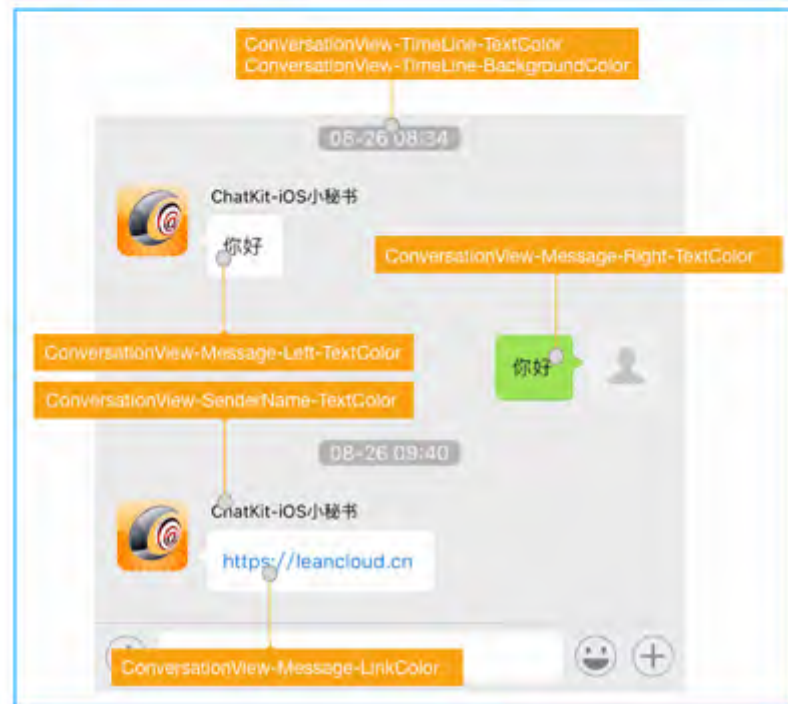 ConversationView-TimeLine-TextColor
ConversationView-TimeLine-BackgroundColor
08-26 08:34
ChatKit-iOS小秘书
你好
ConversationView-Message-Right-TextColor
ConversationView-Message-Left-TextColor
你好
ConversationView-SenderName-TextColor
08-26 09:40
ChatKit-iOS小秘书
https://leancloud.cn
ConversationView-Message-LinkColor